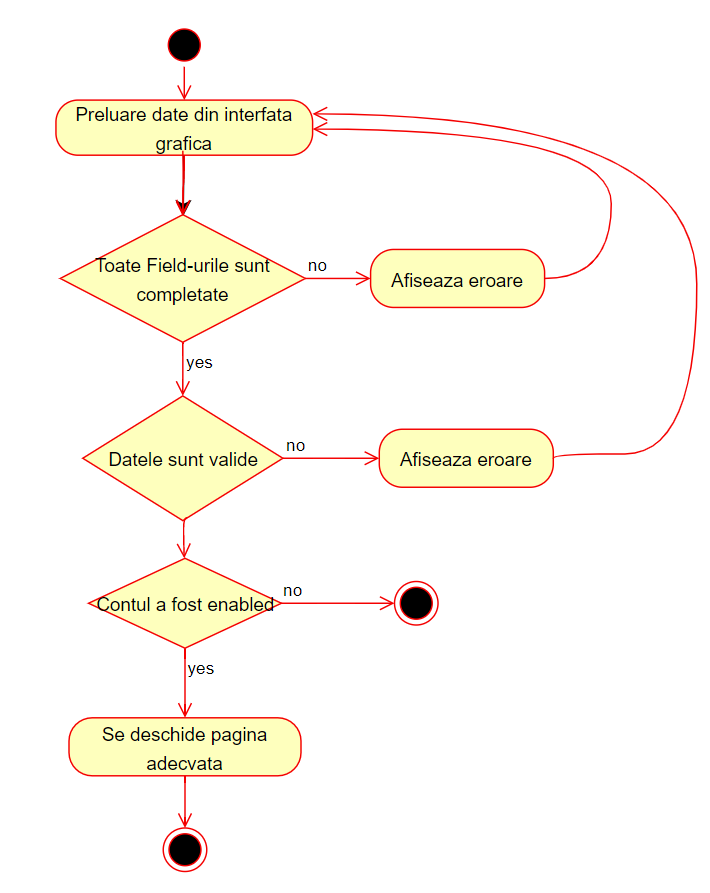 Preluare date din interfata
grafica
Toate Field-urile sunt
completate
no
Afiseaza eroare
yes
Datele sunt valide
no
Afiseaza eroare
Contul a fost enabled
no
yes
Se deschide pagina
adecvata